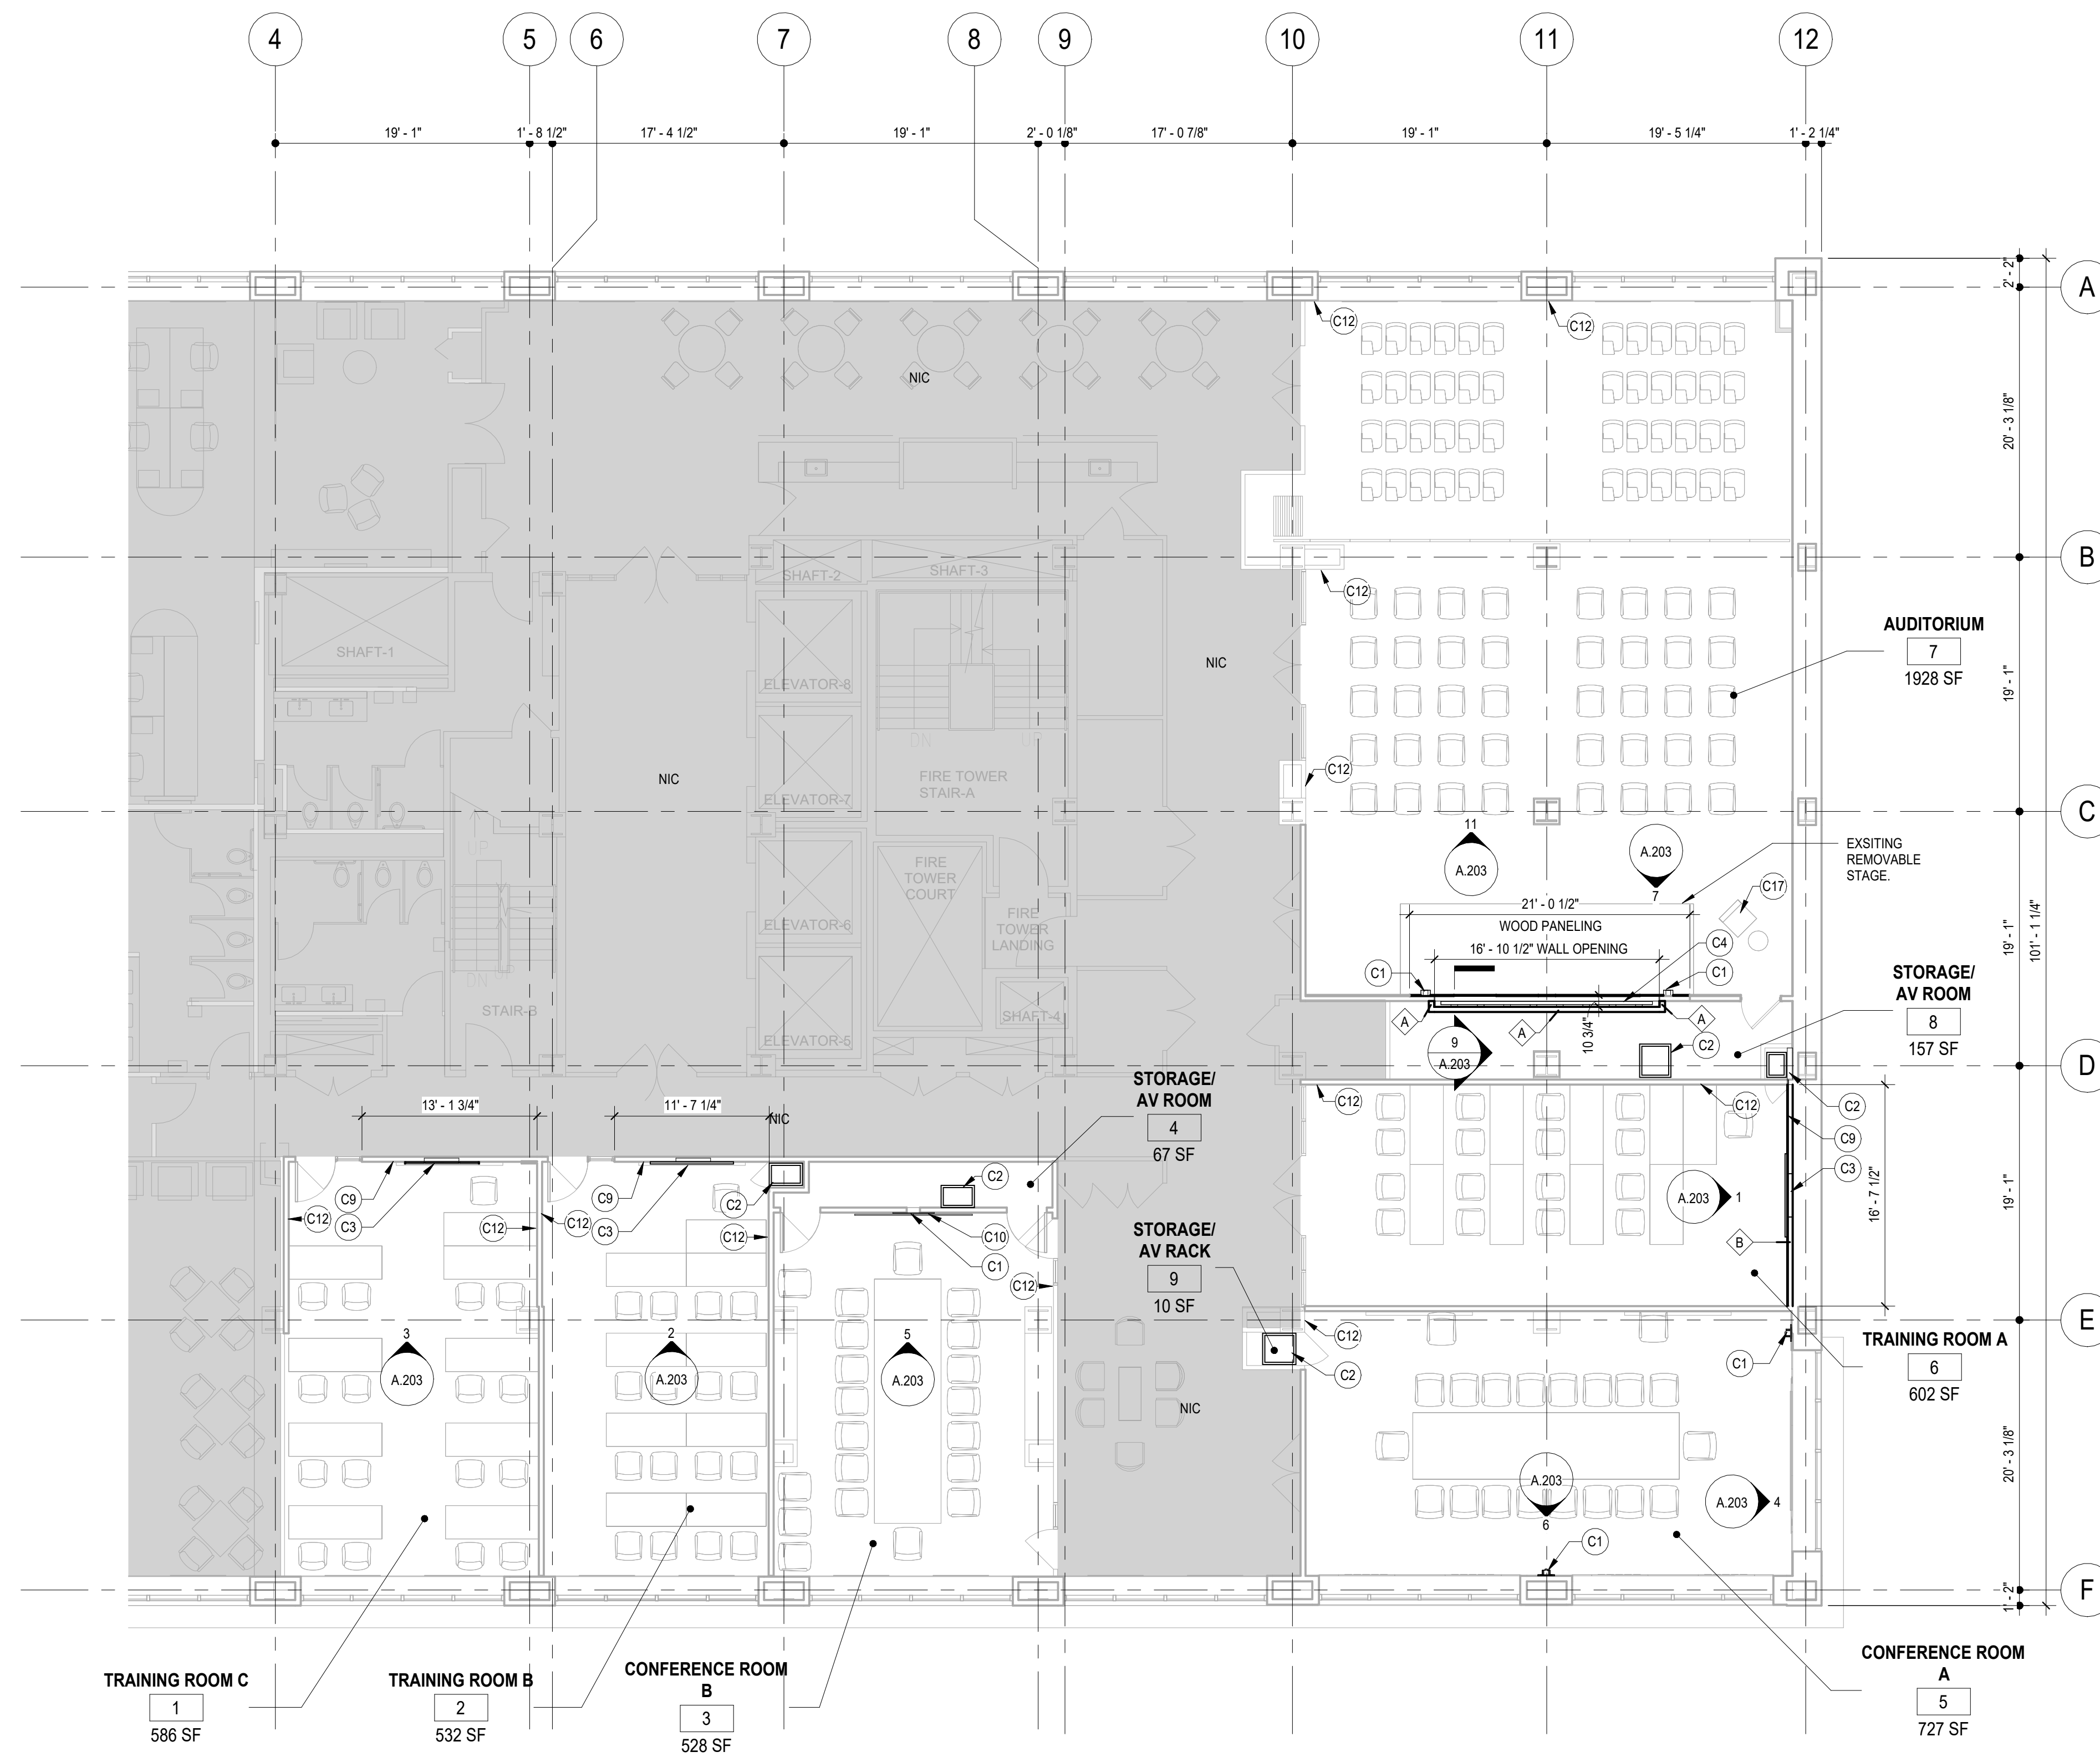 4
5
6
7
8
9
10
11
12
19' - 1"
1' - 8 1/2"
17' - 4 1/2"
19' - 1"
2' - 0 1/8"
17' - 0 7/8"
19' - 1"
19' - 5 1/4"
1' - 2 1/4"
2' - 2"
A
C12
C12
NIC
20' - 3 1/8"
B
SHAFT-2
SHAFT-3
C12
AUDITORIUM
7
1928 SF
SHAFT-1
NIC
ELEVATOR-8
19' - 1"
DN
UP
NIC
FIRE TOWER
STAIR-A
ELEVATOR-7
C12
C
UP
11
A.203
A.203
7
EXSITING
REMOVABLE
STAGE.
FIRE
TOWER
COURT
C17
21' - 0 1/2"
WOOD PANELING
16' - 10 1/2" WALL OPENING
C4
C1
C1
ELEVATOR-6
FIRE
TOWER
LANDING
19' - 1"
101' - 1 1/4"
DN
STORAGE/
AV ROOM
8
157 SF
STAIR-B
SHAFT-4
ELEVATOR-5
A
A
A
10 3/4"
9
A.203
C2
D
STORAGE/
AV ROOM
4
67 SF
13' - 1 3/4"
11' - 7 1/4"
NIC
C12
C12
C2
C9
C3
C9
C3
C12
C12
C9
C3
C12
C12
C2
C2
C10
C1
C12
A.203
1
B
16' - 7 1/2"
19' - 1"
STORAGE/
AV RACK
9
10 SF
E
C12
C2
C1
TRAINING ROOM A
6
602 SF
3
A.203
2
A.203
5
A.203
NIC
A.203
6
A.203
4
C1
20' - 3 1/8"
1' - 2"
F
TRAINING ROOM C
1
586 SF
TRAINING ROOM B
2
532 SF
CONFERENCE ROOM
B
3
528 SF
CONFERENCE ROOM
A
5
727 SF